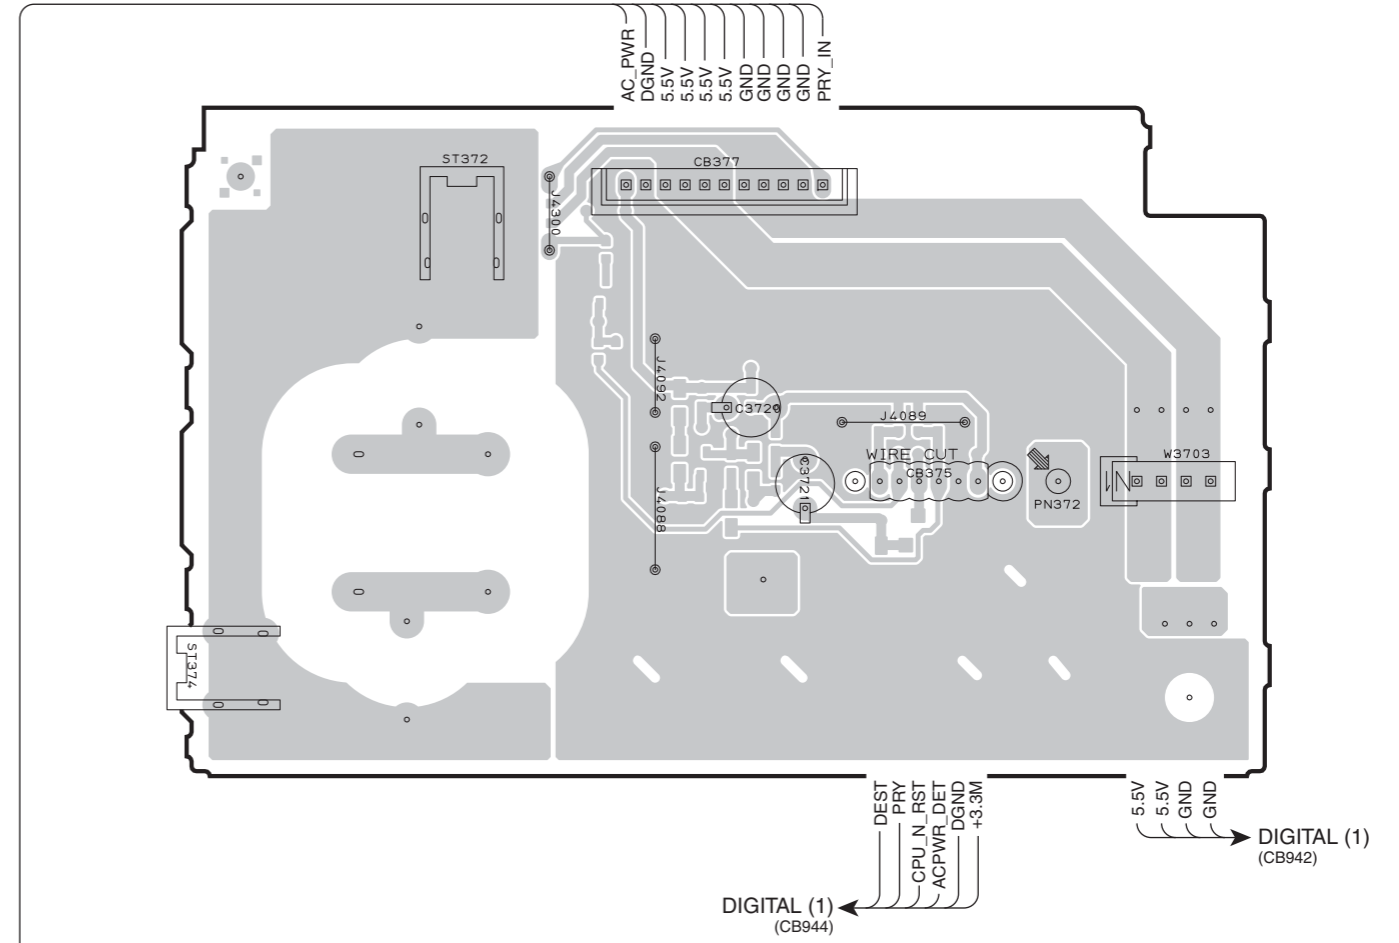 AC_PWR
DGND
5.5V
5.5V
5.5V
5.5V
GND
GND
GND
GND
PRY_IN
ST372
CB377
J4300
J4092
C3720
J4089
WIRE CUT
CB375
C3721
J4088
PN372
W3703
ST374
DEST
PRY
CPU_N_RST
ACPWR_DET
DGND
+3.3M
5.5V
5.5V
GND
GND
DIGITAL (1)
(CB942)
DIGITAL (1)
(CB944)